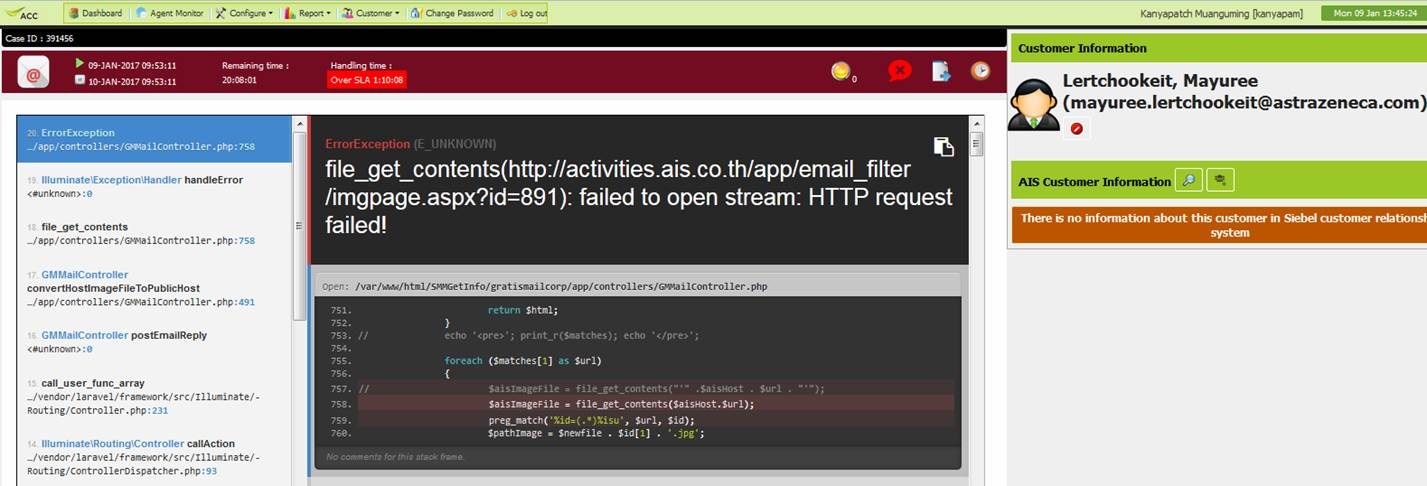 ACC
Dashboard Agent Monitor Configure Report Customer Change Password Log out
Kanyapatch Muanguming [kanyapam] Mon 09 Jan 13:45:24
Case ID : 391456
09-JAN-2017 09:53:11
10-JAN-2017 09:53:11
Remaining time :
20:08:01
Handling time :
Over SLA 1:10:08
0
20. ErrorException
…/app/controllers/GMMailController.php:758
19. Illuminate\Exception\Handler handleError
<#unknown>:0
18. file_get_contents
…/app/controllers/GMMailController.php:758
17. GMMailController
convertHostImageFileToPublicHost
…/app/controllers/GMMailController.php:491
16. GMMailController postEmailReply
<#unknown>:0
15. call_user_func_array
…/vendor/laravel/framework/src/Illuminate/-
Routing/Controller.php:231
14. Illuminate\Routing\Controller callAction
…/vendor/laravel/framework/src/Illuminate/-
Routing/ControllerDispatcher.php:93
ErrorException (E_UNKNOWN)
file_get_contents(http://activities.ais.co.th/app/email_filter
/imgpage.aspx?id=891): failed to open stream: HTTP request
failed!
Open: /var/www/html/SMMGetInfo/gratismailcorp/app/controllers/GMMailController.php
751. return $html;
752. }
753. // echo '<pre>'; print_r($matches); echo '</pre>';
754.
755. foreach ($matches[1] as $url)
756. {
757. // $aisImageFile = file_get_contents("'" .$aisHost . $url . "'");
758. $aisImageFile = file_get_contents($aisHost.$url);
759. preg_match('%id=(.*)%isu', $url, $id);
760. $pathImage = $newfile . $id[1] . '.jpg';
No comments for this stack frame.
Customer Information
Lertchookeit, Mayuree
(mayuree.lertchookeit@astrazeneca.com)
AIS Customer Information
There is no information about this customer in Siebel customer relationsh
system